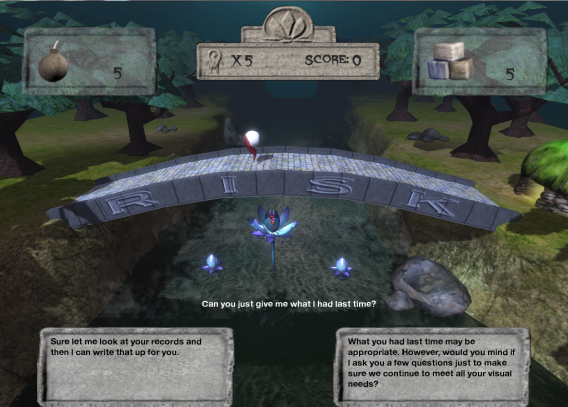 5
X 5 SCORE: 0
5
RISK
Can you just give me what I had last time?
Sure let me look at your records and
then I can write that up for you.
What you had last time may be
appropriate. However, would you mind if
I ask you a few questions just to make
sure we continue to meet all your visual
needs?